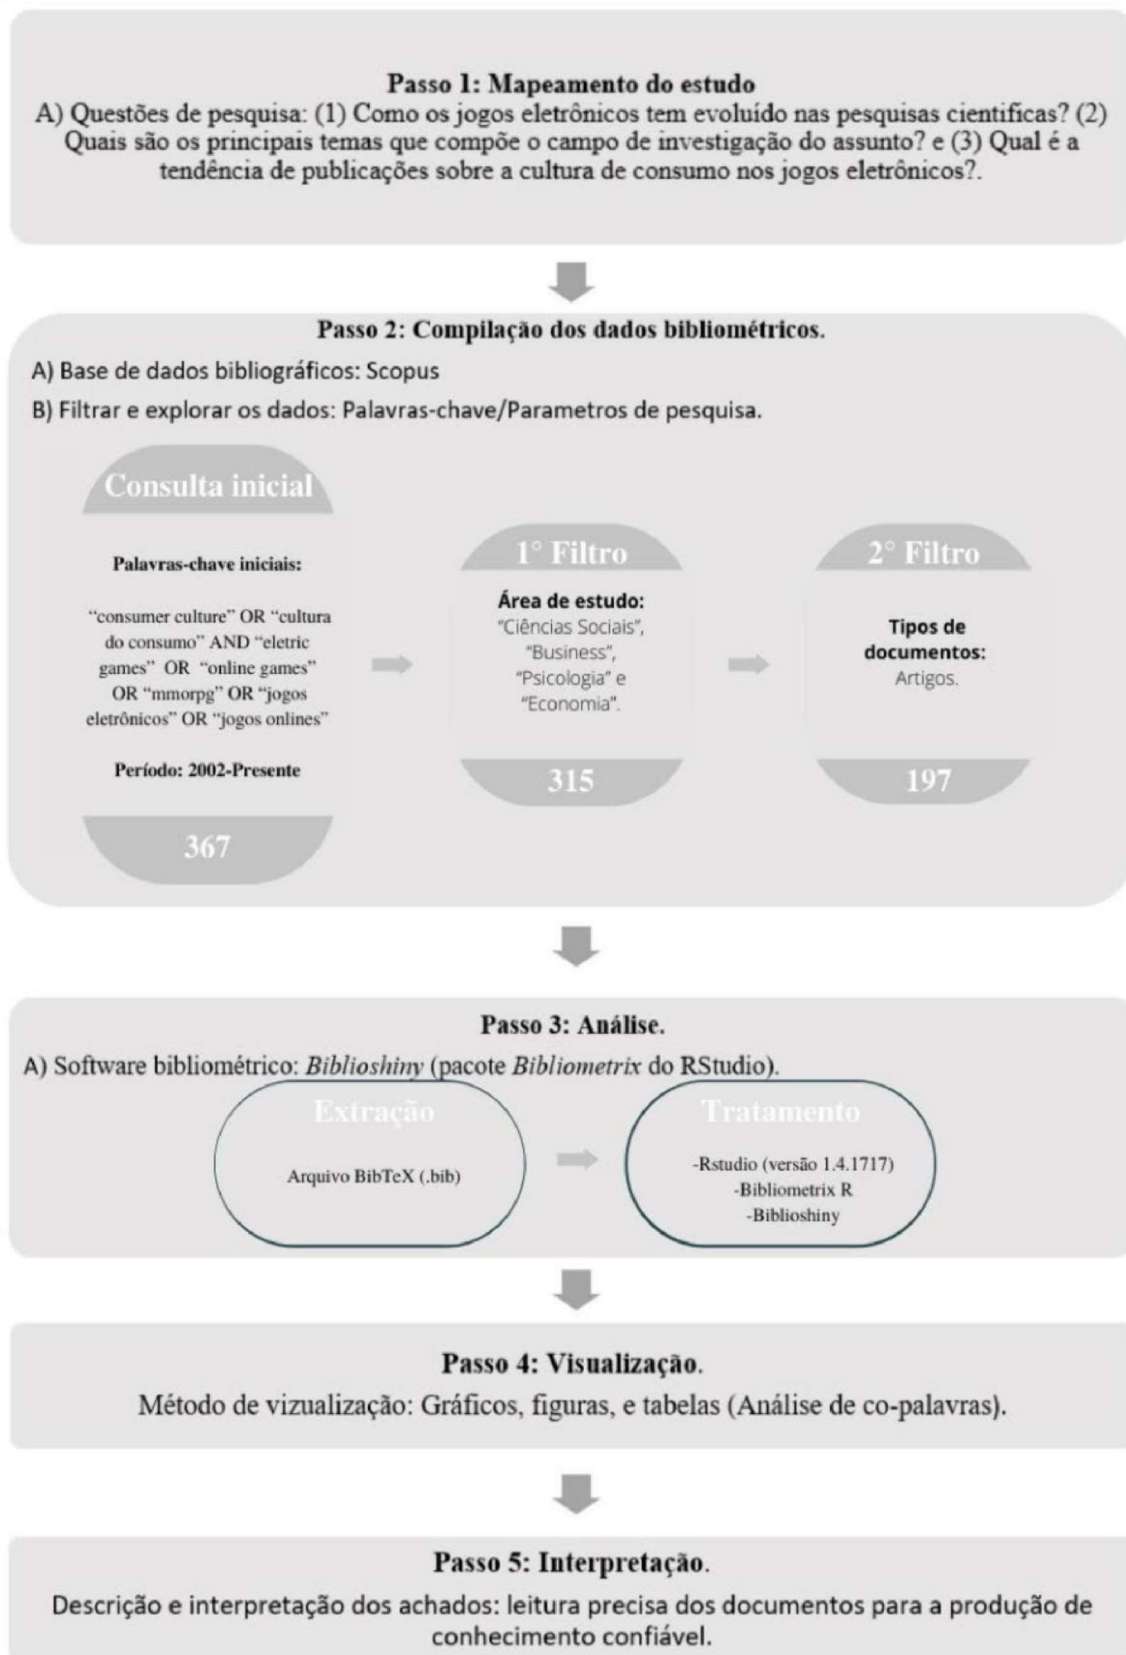 Passo 1: Mapeamento do estudo
A) Questões de pesquisa: (1) Como os jogos eletrônicos tem evoluído nas pesquisas cientificas? (2)
Quais são os principais temas que compõe o campo de investigação do assunto? e (3) Qual é a
tendência de publicações sobre a cultura de consumo nos jogos eletrônicos?.
Passo 2: Compilação dos dados bibliométricos.
A) Base de dados bibliográficos: Scopus
B) Filtrar e explorar os dados: Palavras-chave/Parametros de pesquisa.
Consulta inicial
Palavras-chave iniciais:
“consumer culture” OR “cultura
do consumo” AND “eletric
games” OR “online games”
OR “mmorpg” OR “jogos
eletrônicos” OR “jogos onlines”
Período: 2002-Presente
367
1° Filtro
Área de estudo:
“Ciências Sociais”,
“Business”,
“Psicologia” e
“Economia”.
315
2° Filtro
Tipos de
documentos:
Artigos.
197
Passo 3: Análise.
A) Software bibliométrico: Biblioshiny (pacote Bibliometrix do RStudio).
Extração
Arquivo BibTeX (.bib)
Tratamento
-Rstudio (versão 1.4.1717)
-Bibliometrix R
-Biblioshiny
Passo 4: Visualização.
Método de vizualização: Gráficos, figuras, e tabelas (Análise de co-palavras).
Passo 5: Interpretação.
Descrição e interpretação dos achados: leitura precisa dos documentos para a produção de
conhecimento confiável.